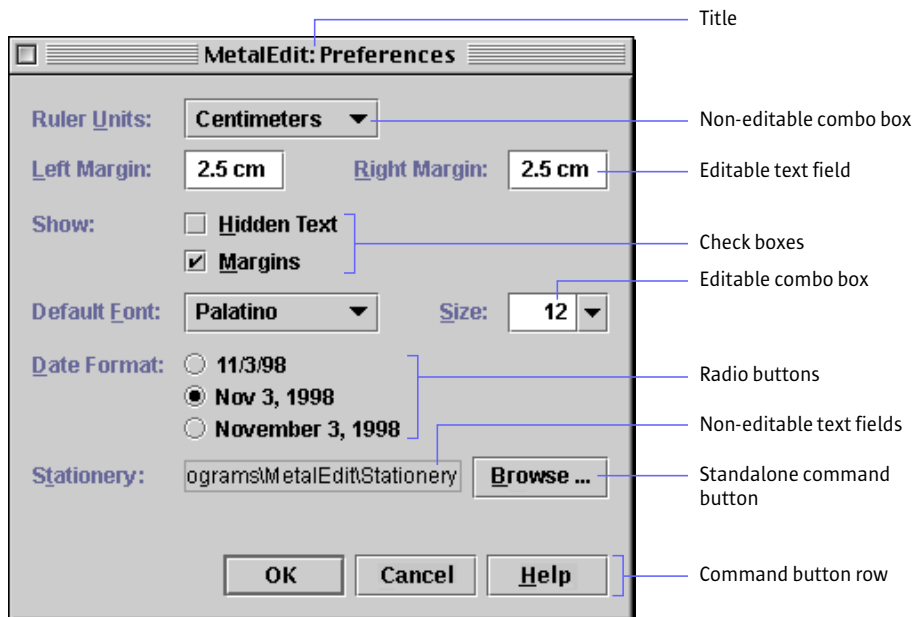 Title
MetalEdit: Preferences
Ruler Units: Centimeters Non-editable combo box
Left Margin: 2.5 cm Right Margin: 2.5 cm Editable text field
Show: Hidden Text
Check boxes
Margins
Editable combo box
Default Font: Palatino Size: 12
Date Format: 11/3/98
Radio buttons
Nov 3, 1998
Non-editable text fields
November 3, 1998
Stationery: ograms\MetalEdit\Stationery Browse ... Standalone command
button
OK Cancel Help Command button row